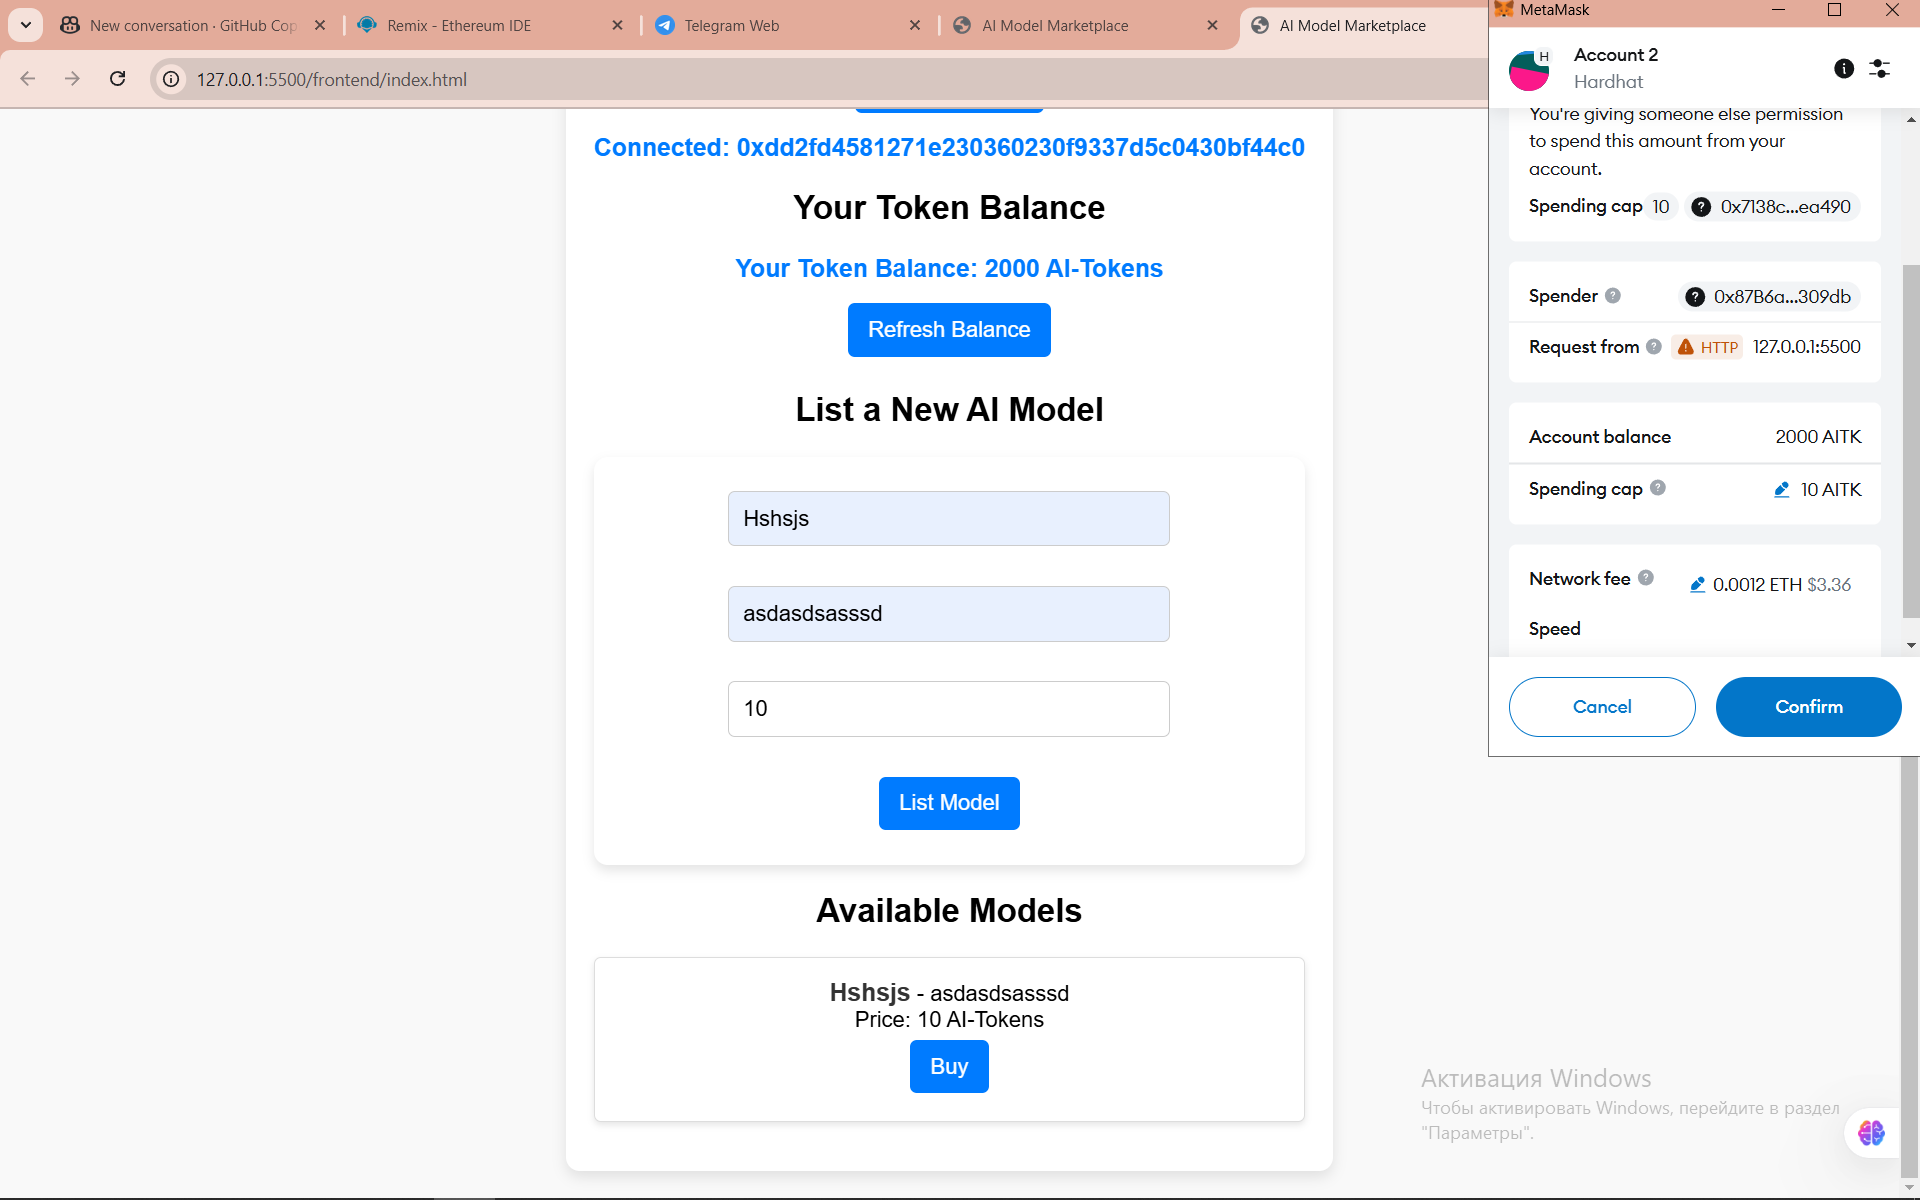 New conversation · GitHub Cop
Remix - Ethereum IDE
Telegram Web
AI Model Marketplace
AI Model Marketplace
127.0.0.1:5500/frontend/index.html
Connected: 0xdd2fd4581271e230360230f9337d5c0430bf44c0
Your Token Balance
Your Token Balance: 2000 AI-Tokens
Refresh Balance
List a New AI Model
Hshsjs
asdasdsasssd
10
List Model
Available Models
Hshsjs - asdasdsasssd
Price: 10 AI-Tokens
Buy
MetaMask
H
Account 2
Hardhat
You're giving someone else permission
to spend this amount from your
account.
Spending cap 10 0x7138c...ea490
Spender 0x87B6a...309db
Request from HTTP 127.0.0.1:5500
Account balance 2000 AITK
Spending cap 10 AITK
Network fee 0.0012 ETH $3.36
Speed
Cancel
Confirm
Активация Windows
Чтобы активировать Windows, перейдите в раздел
"Параметры".